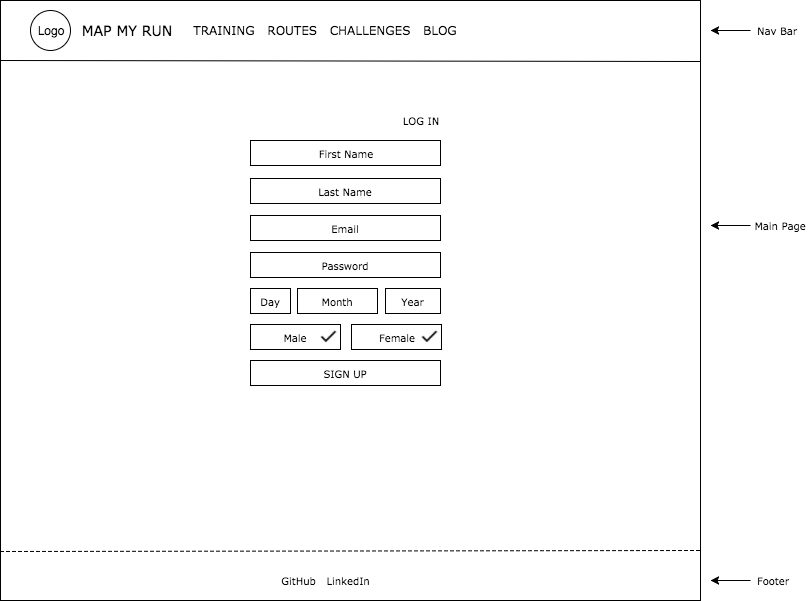 Logo MAP MY RUN TRAINING ROUTES CHALLENGES BLOG
Nav Bar
LOG IN
First Name
Last Name
Email
Main Page
Password
Day Month Year
Male Female
SIGN UP
GitHub LinkedIn
Footer